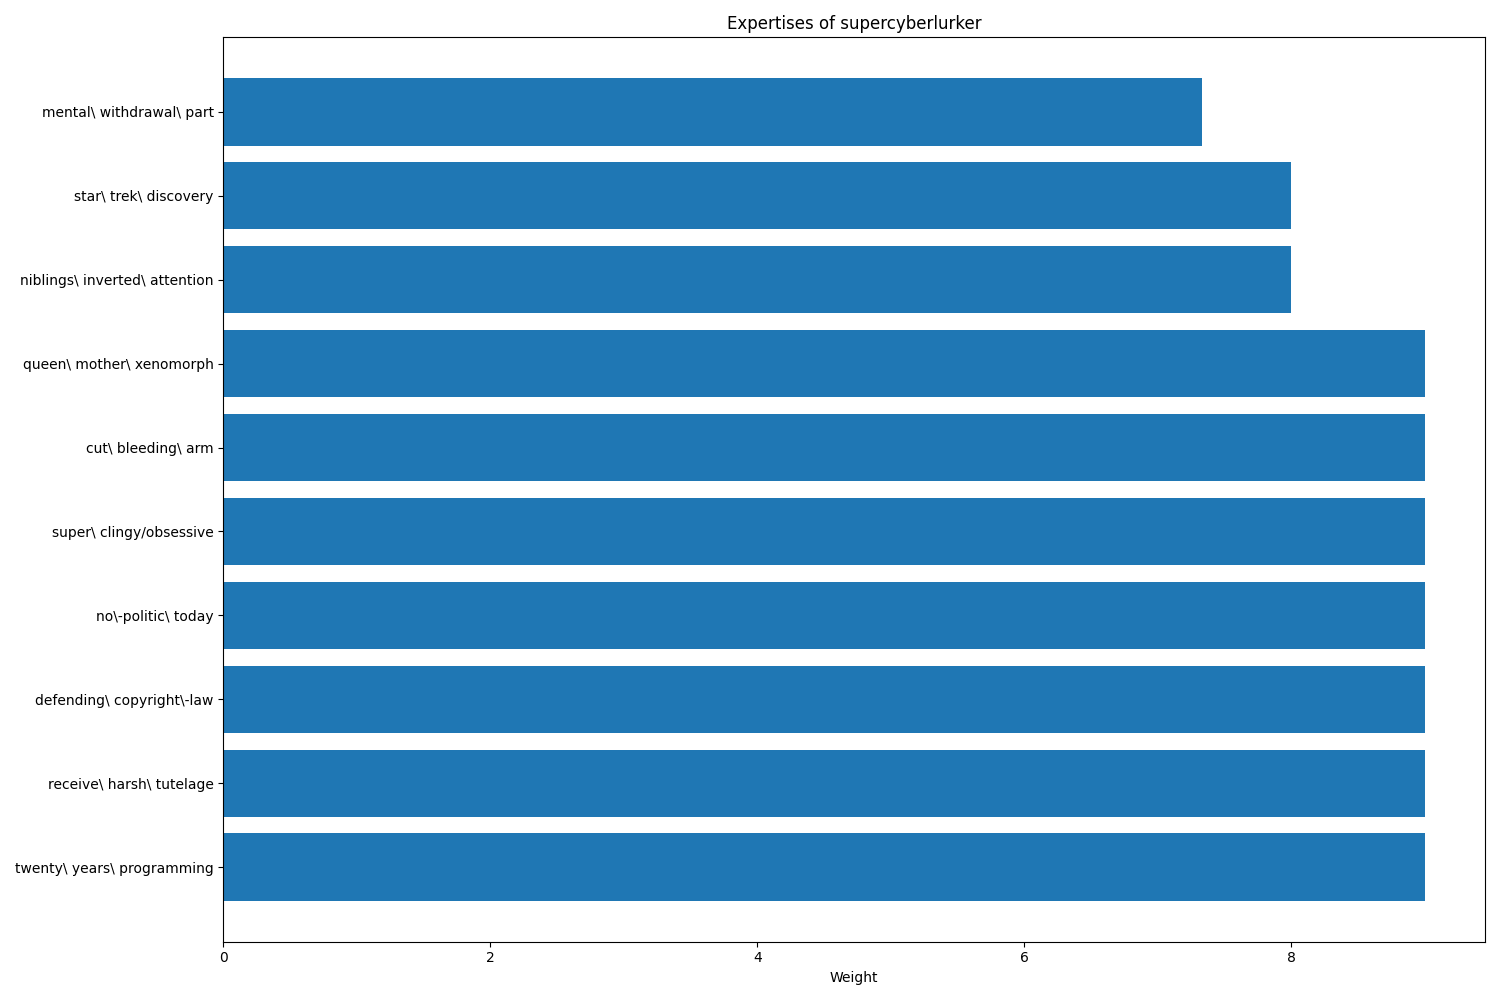 Expertises of supercyberlurker
mental\ withdrawal\ part
star\ trek\ discovery
niblings\ inverted\ attention
queen\ mother\ xenomorph
cut\ bleeding\ arm
super\ clingy/obsessive
no\-politic\ today
defending\ copyright\-law
receive\ harsh\ tutelage
twenty\ years\ programming
0 2 4 6 8
Weight